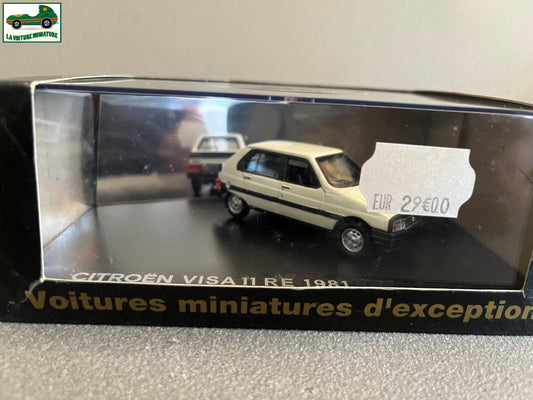 LA VOITURE MINIATURE
EUR 29€00
CITROËN VISA 11 RE 1981
Voitures miniatures d'exception